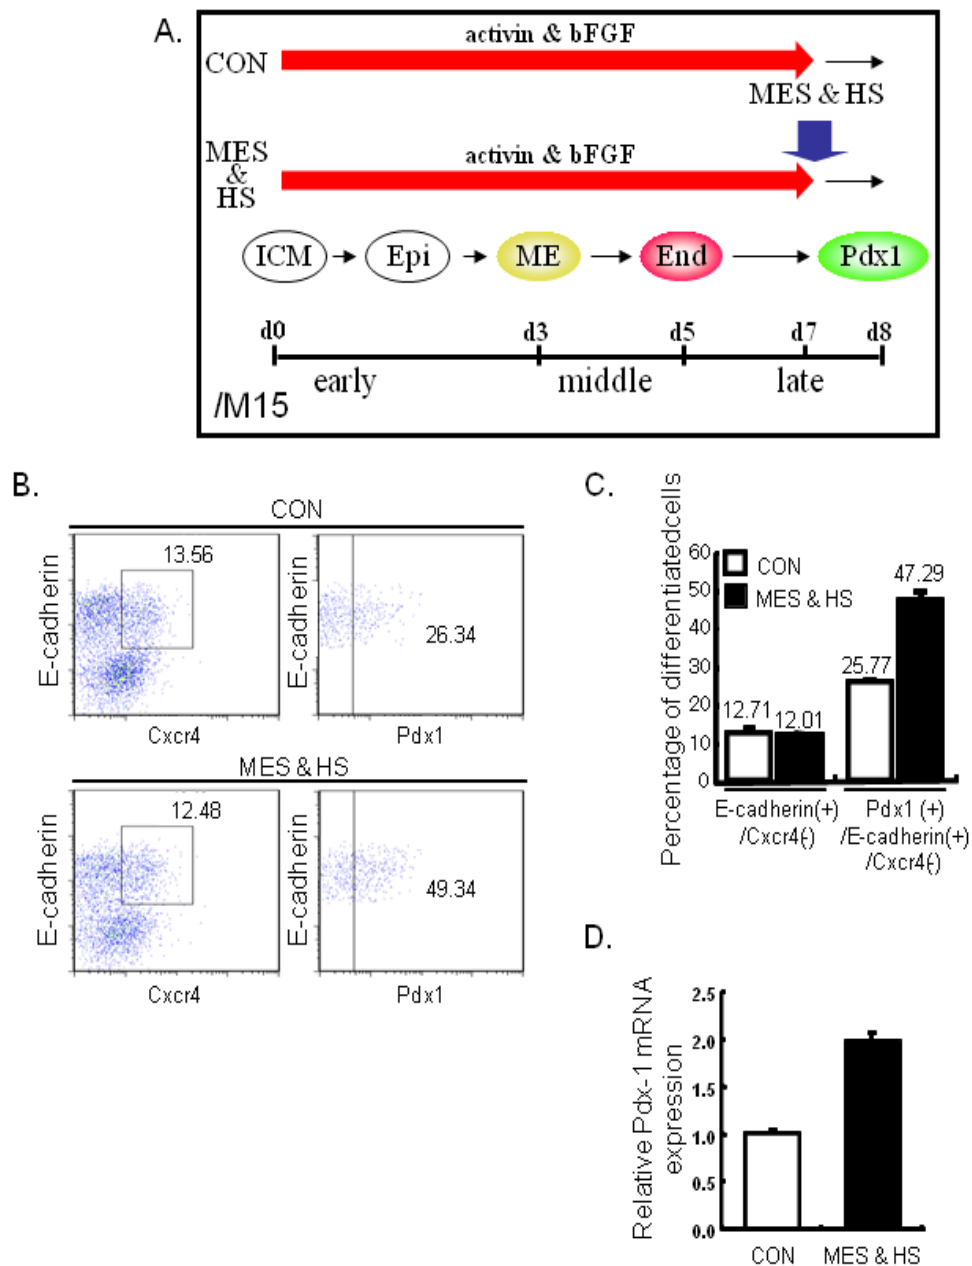 A.
activin & bFGF
CON
MES & HS
MES
&
HS
activin & bFGF
ICM
Epi
ME
End
Pdx1
d0
d3
d5
d7
d8
early
middle
late
/M15
B.
CON
E-cadherin
13.56
Cxcr4
E-cadherin
26.34
Pdx1
MES & HS
E-cadherin
12.48
Cxcr4
E-cadherin
49.34
Pdx1
C.
Percentage of differentiatedcells
60
50
40
30
20
10
0
CON
MES & HS
12.71
12.01
25.77
47.29
E-cadherin(+)
/Cxcr4(-)
Pdx1 (+)
/E-cadherin(+)
/Cxcr4(-)
D.
Relative Pdx-1 mRNA
expression
2.5
2.0
1.5
1.0
0.5
0.0
CON
MES & HS